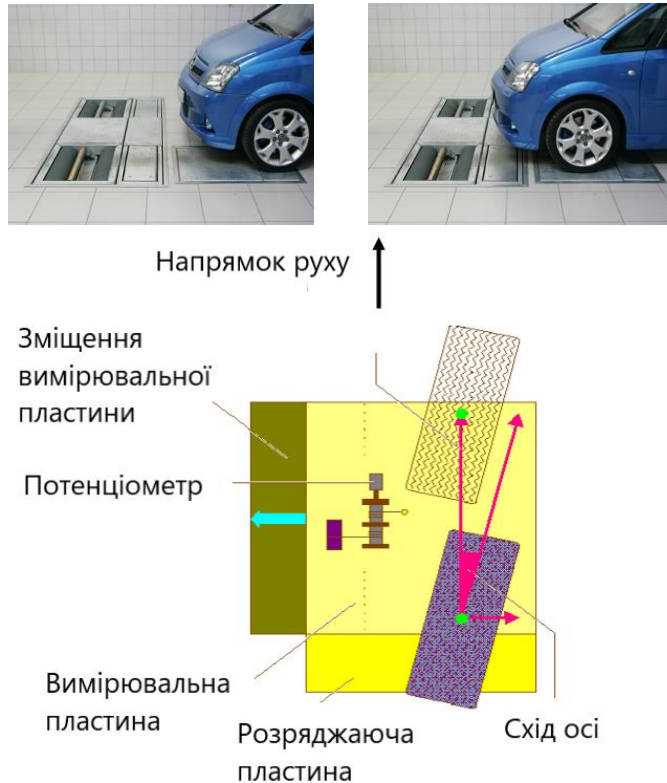 Напрямок руху
Зміщення
вимірювальної
пластини
Потенціометр
Вимірювальна
пластина
Розряджаюча
пластина
Схід осі